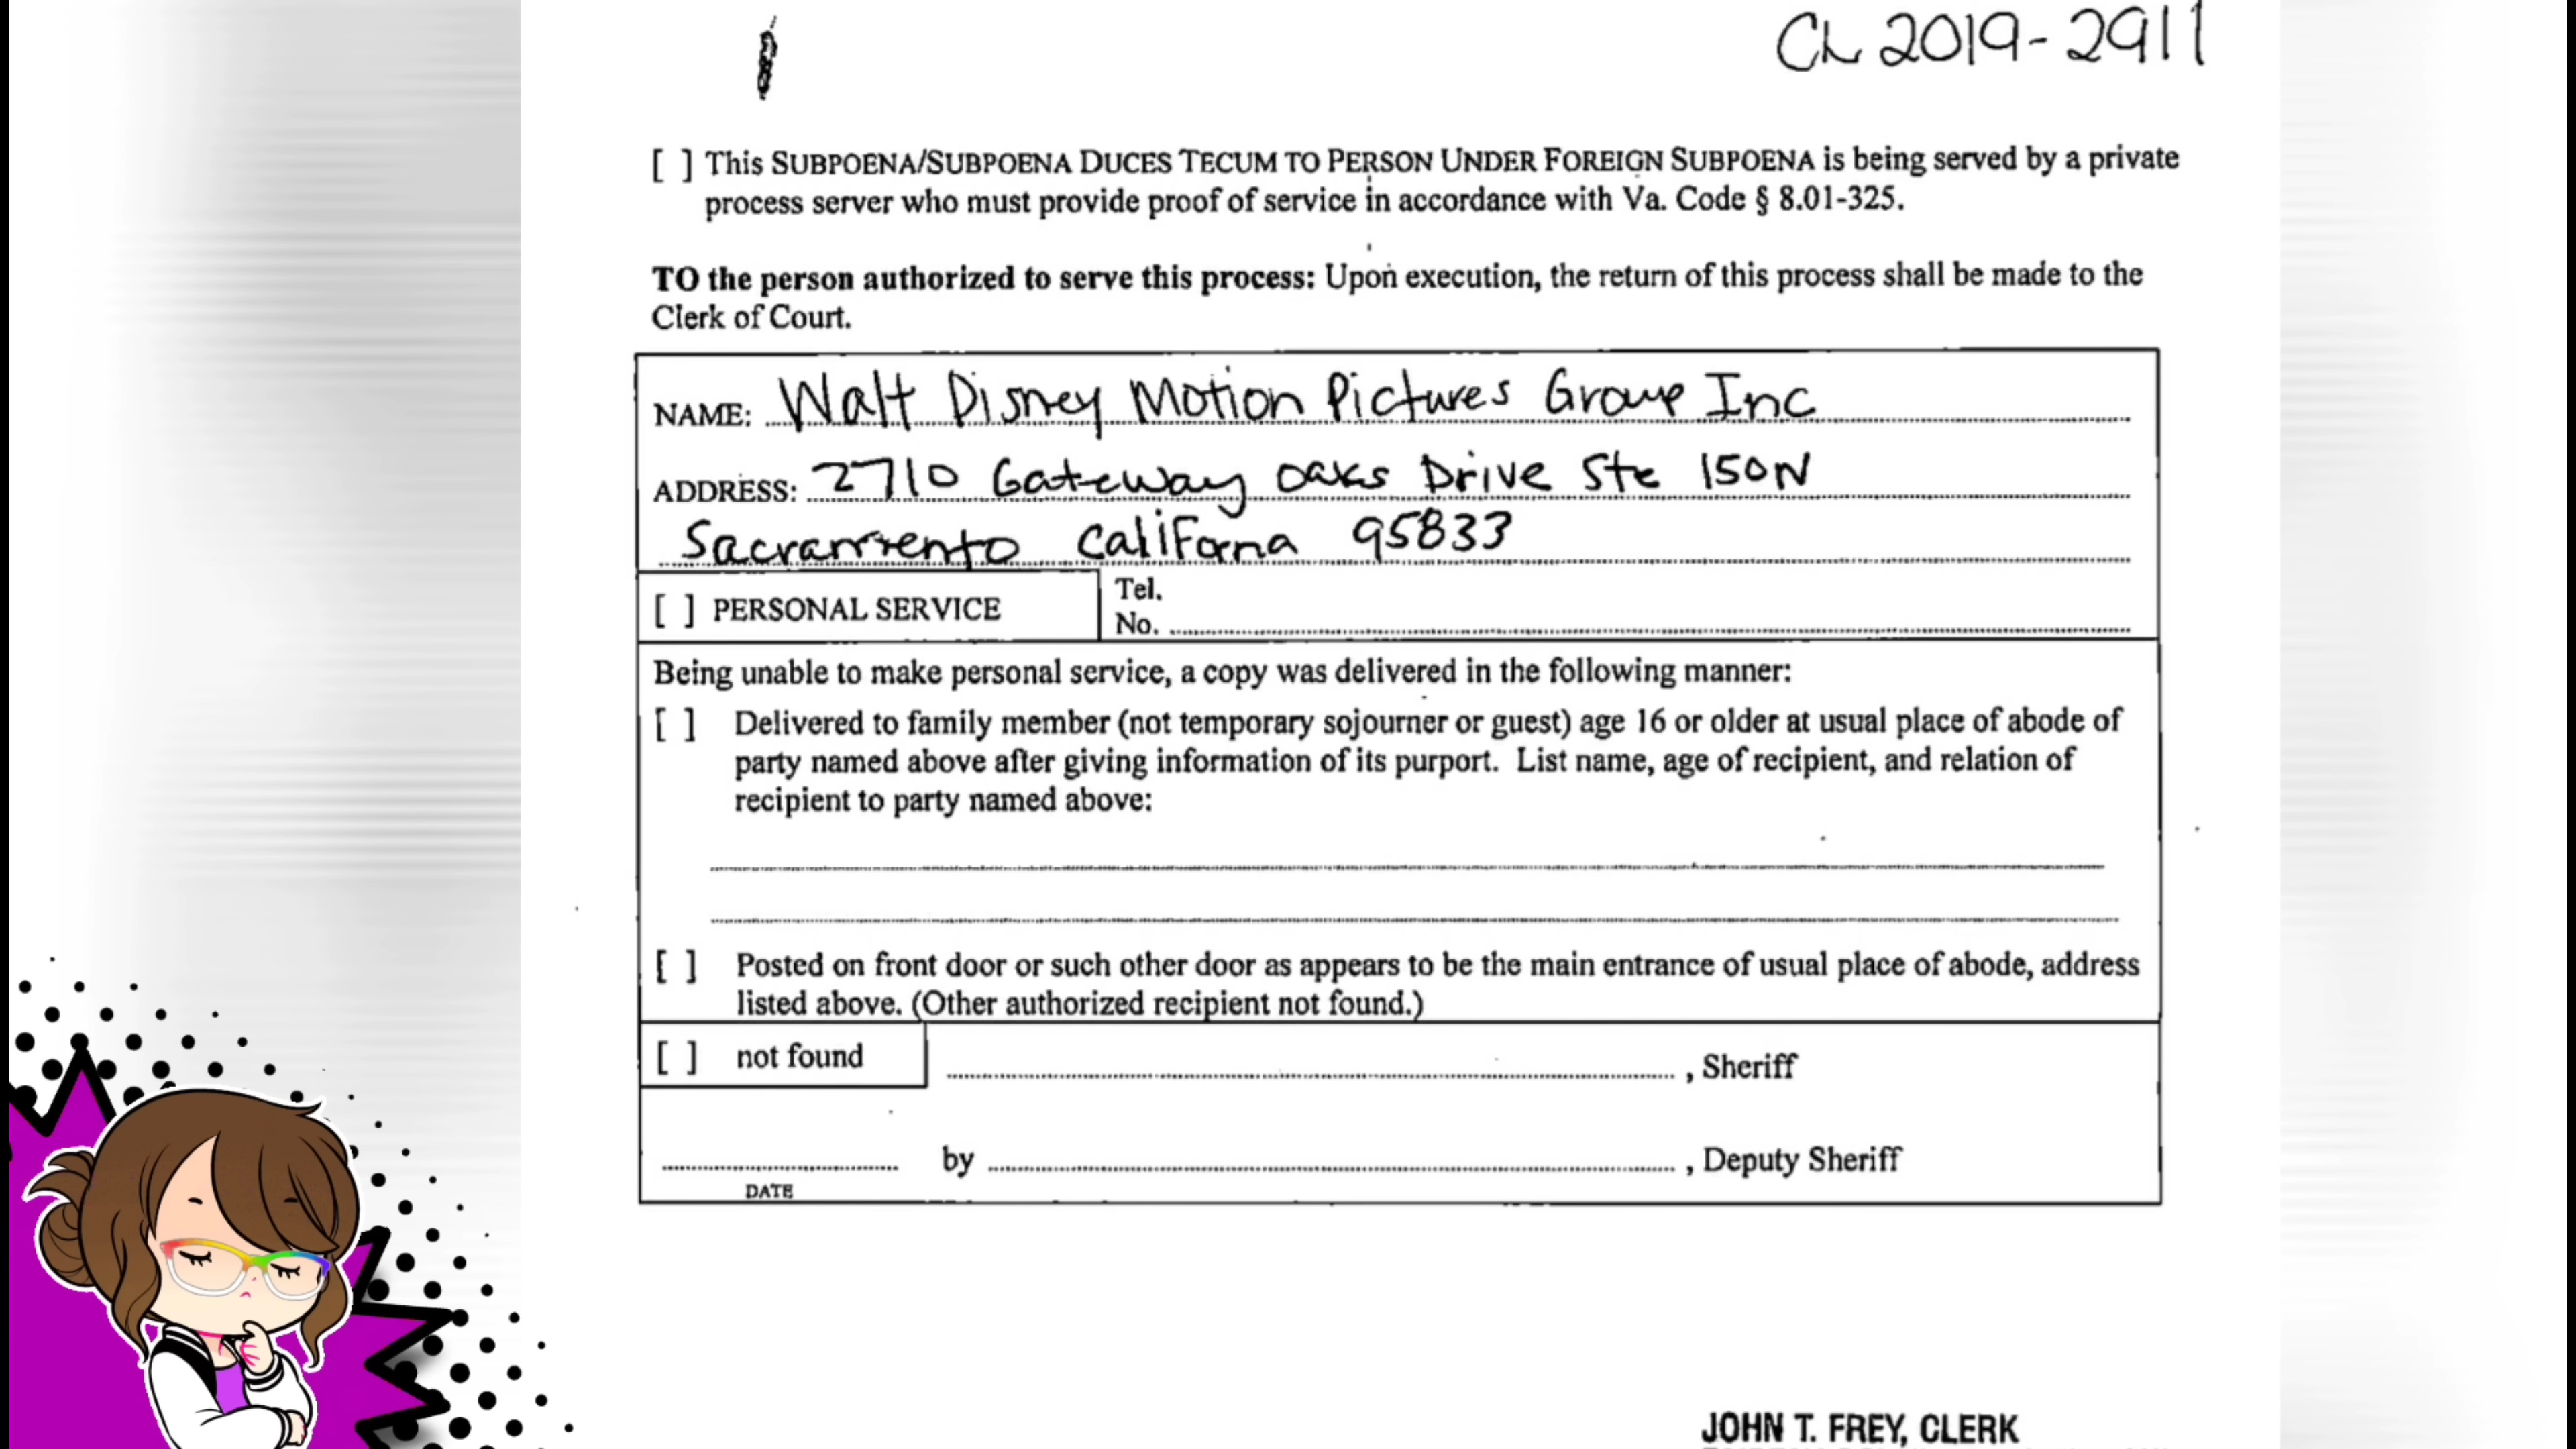 CL 2019-2911
[ ] This SUBPOENA/SUBPOENA DUCES TECUM TO PERSON UNDER FOREIGN SUBPOENA is being served by a private
process server who must provide proof of service in accordance with Va. Code § 8.01-325.
TO the person authorized to serve this process: Upon execution, the return of this process shall be made to the
Clerk of Court.
NAME: Walt Disney Motion Pictures Group Inc
ADDRESS: 2710 Gateway Oaks Drive Ste 150N
Sacramento Californa 95833
[ ] PERSONAL SERVICE
Tel.
No.
Being unable to make personal service, a copy was delivered in the following manner:
[ ] Delivered to family member (not temporary sojourner or guest) age 16 or older at usual place of abode of
party named above after giving information of its purport. List name, age of recipient, and relation of
recipient to party named above:
[ ] Posted on front door or such other door as appears to be the main entrance of usual place of abode, address
listed above. (Other authorized recipient not found.)
[ ] not found
, Sheriff
by , Deputy Sheriff
DATE
JOHN T. FREY, CLERK